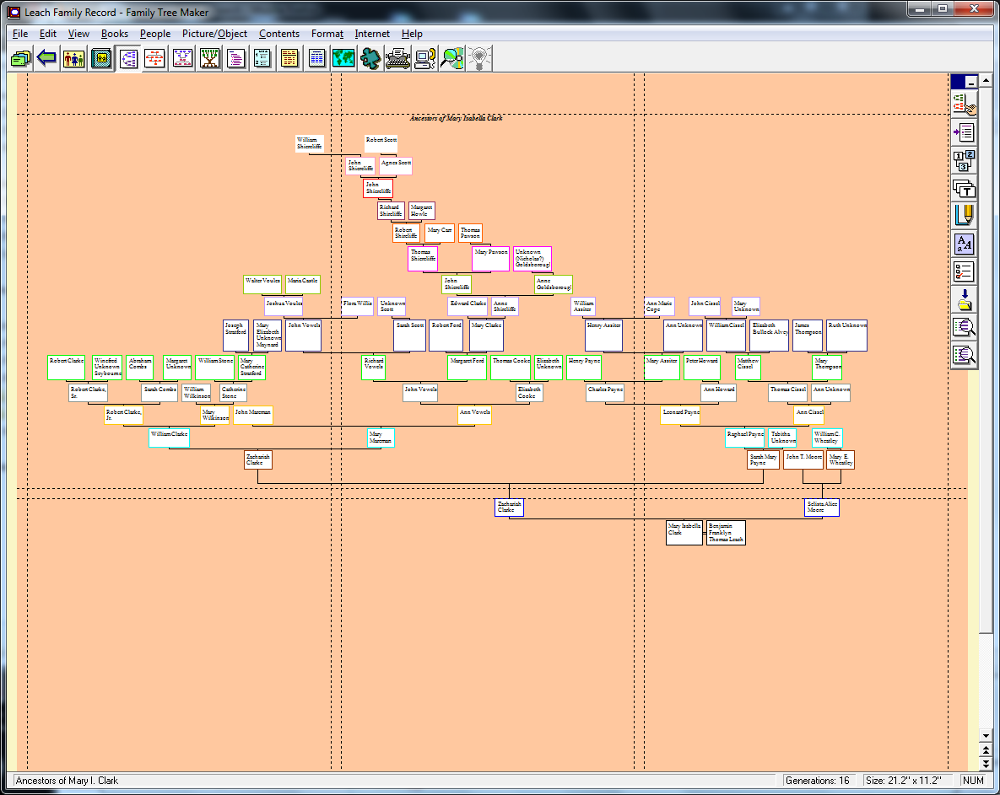 Leach Family Record - Family Tree Maker
File Edit View Books People Picture/Object Contents Format Internet Help
Ancestors of Mary Isabella Clark
William
Shiercliffe
Robert Scott
John
Shiercliffe
Agnes Scott
John
Shiercliffe
Richard
Shircliffe
Margaret
Howle
Robert
Shircliffe
Mary Carr
Thomas
Pawson
Thomas
Shiercliffe
Mary Pawson
Unknown
(Nicholas?)
Goldsborougl
Walter Voules
Maria Castle
John
Shircliffe
Anne
Goldsborougl
Joshua Voules
Flora Willis
Unknown
Scott
Edward Clarke
Anne
Shircliffe
William
Assiter
Ann Marie
Cope
John Cissel
Mary
Unknown
Joseph
Stratford
Mary
Elizabeth
Unknown
Maynard
John Vowels
Sarah Scott
Robert Ford
Mary Clarke
Henry Assiter
Ann Unknown
William Cissel
Elizabeth
Bullock Alvey
James
Thompson
Ruth Unknown
Robert Clarke
Winefred
Unknown
Seybourne
Abraham
Combs
Margaret
Unknown
William Stone
Mary
Catherine
Stratford
Richard
Vowels
Margaret Ford
Thomas Cooke
Elizabeth
Unknown
Henry Payne
Mary Assiter
Peter Howard
Matthew
Cissel
Mary
Thompson
Robert Clarke,
Sr.
Sarah Combs
William
Wilkinson
Catherine
Stone
John Vowels
Elizabeth
Cooke
Charles Payne
Ann Howard
Thomas Cissel
Ann Unknown
Robert Clarke,
Jr.
Mary
Wilkinson
John Mareman
Ann Vowels
Leonard Payne
Ann Cissel
William Clarke
Mary
Mareman
Raphael Payne
Tabitha
Unknown
William C.
Wheatley
Zachariah
Clarke
Sarah Mary
Payne
John T. Moore
Mary E.
Wheatley
Zachariah
Clarke
Selista Alice
Moore
Mary Isabella
Clark
Benjamin
Franklyn
Thomas Leach
Ancestors of Mary I. Clark
Generations: 16
Size: 21.2" x 11.2"
NUM